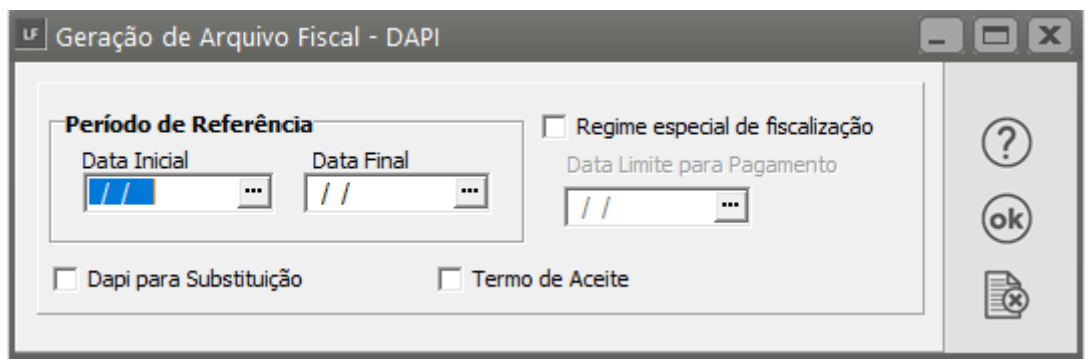 LF Geração de Arquivo Fiscal - DAPI
Período de Referência
Regime especial de fiscalização
Data Inicial Data Final
Data Limite para Pagamento
/ / ... / / ...
/ / ...
ok
Dapi para Substituição Termo de Aceite